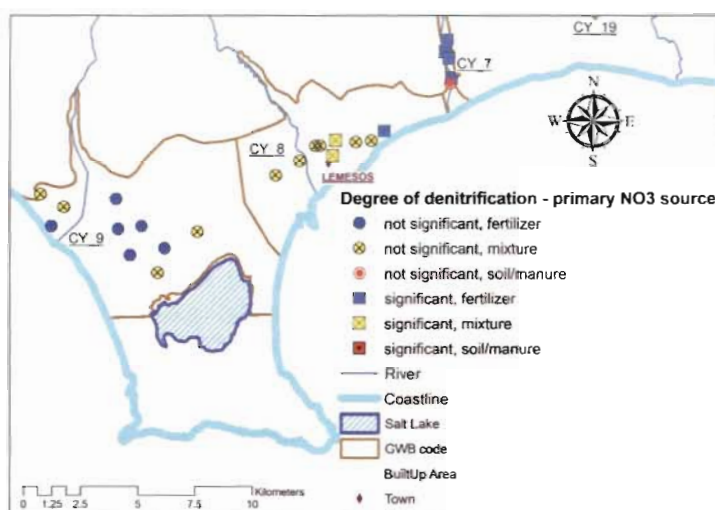 CY_19
CY_7
N
W E
S
CY_8
LEMESOS
CY_9
Degree of denitrification - primary NO3 source
not significant, fertilizer
not significant, mixture
not significant, soil/manure
significant, fertilizer
significant, mixture
significant, soil/manure
River
Coastline
Salt Lake
GWB code
BuiltUp Area
Town
Kilometers
0 1.25 2.5 5 7.5 10